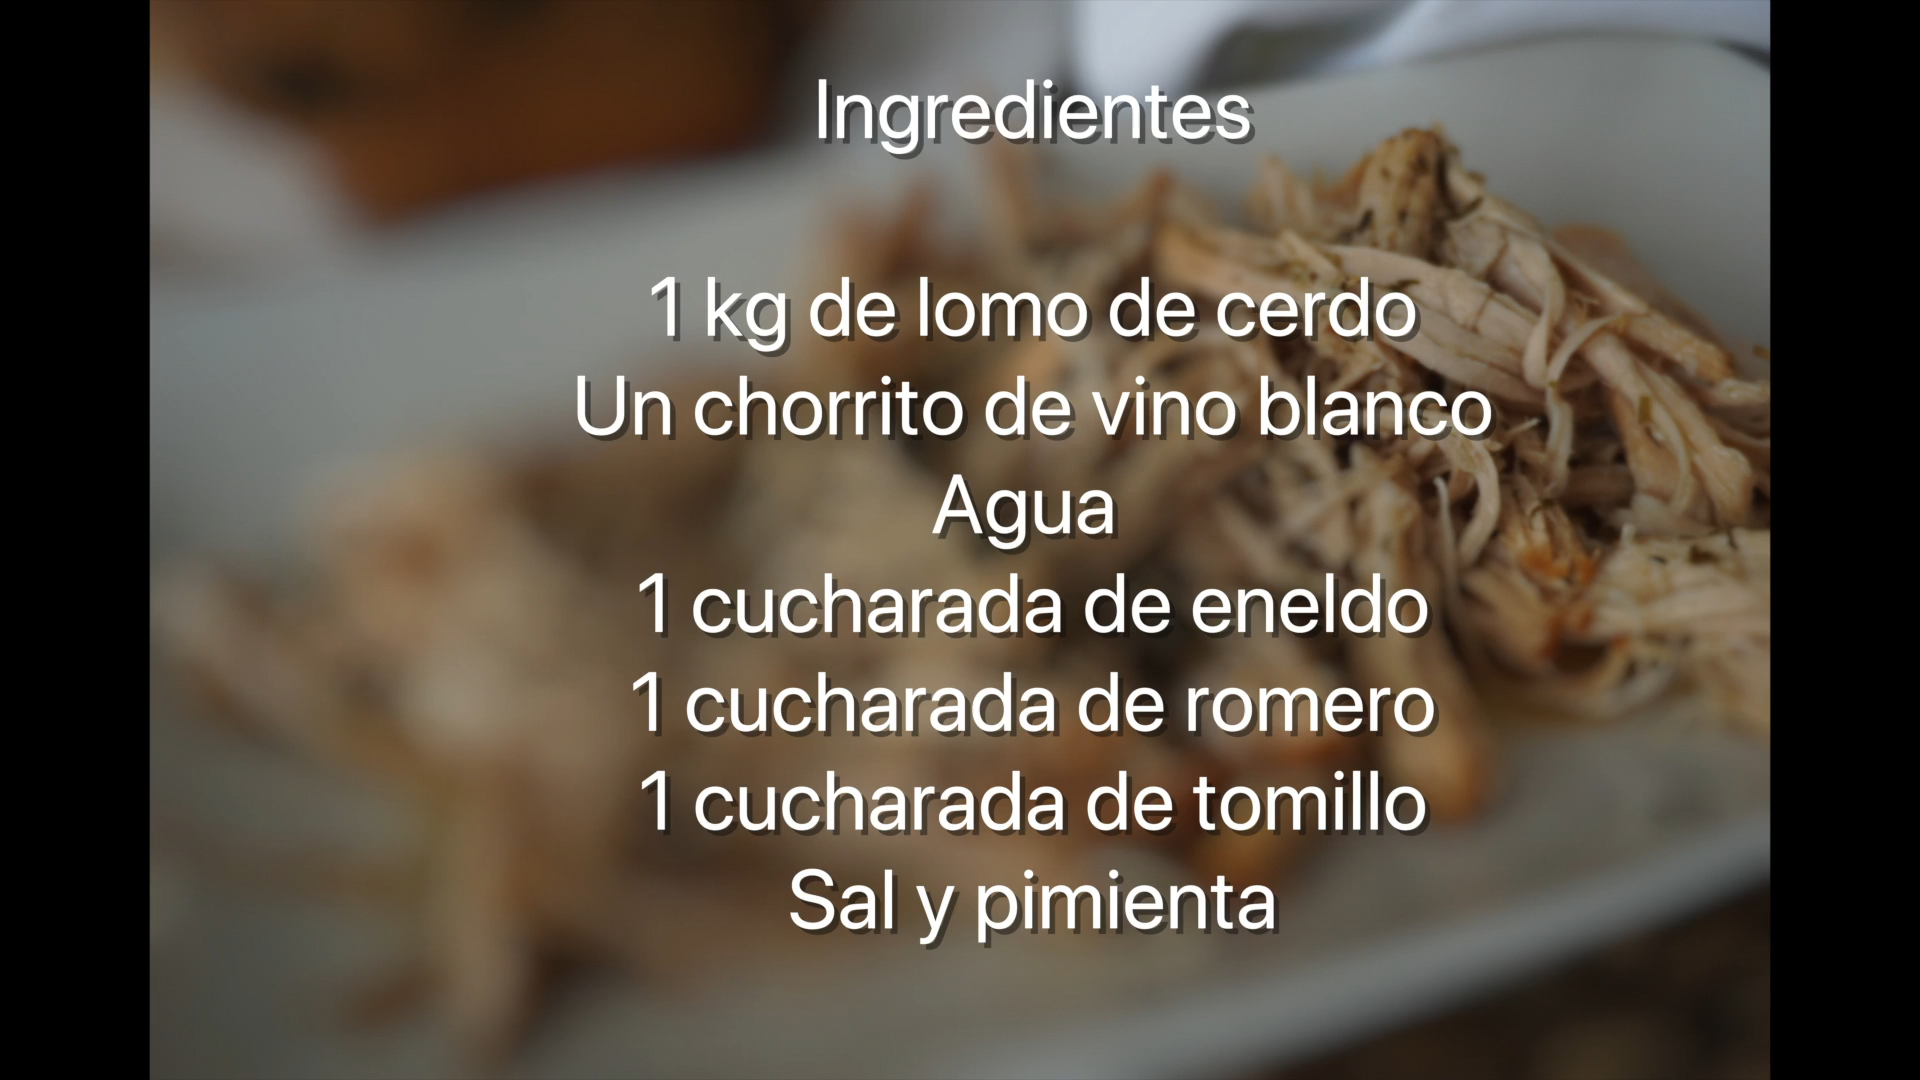 Ingredientes
1 kg de lomo de cerdo
Un chorrito de vino blanco
Agua
1 cucharada de eneldo
1 cucharada de romero
1 cucharada de tomillo
Sal y pimienta